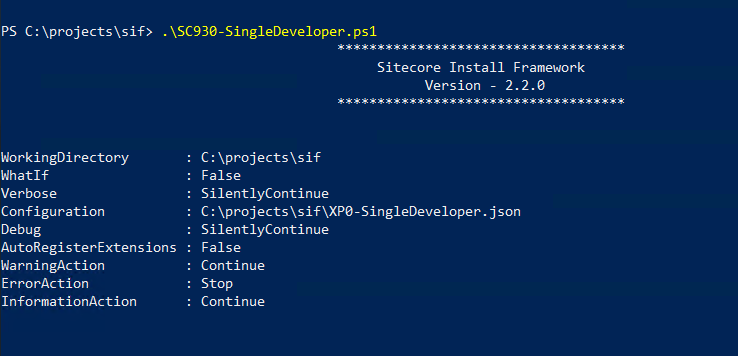 PS C:\projects\sif> .\SC930-SingleDeveloper.ps1
************************************
Sitecore Install Framework
Version - 2.2.0
************************************
WorkingDirectory : C:\projects\sif
WhatIf : False
Verbose : SilentlyContinue
Configuration : C:\projects\sif\XP0-SingleDeveloper.json
Debug : SilentlyContinue
AutoRegisterExtensions : False
WarningAction : Continue
ErrorAction : Stop
InformationAction : Continue